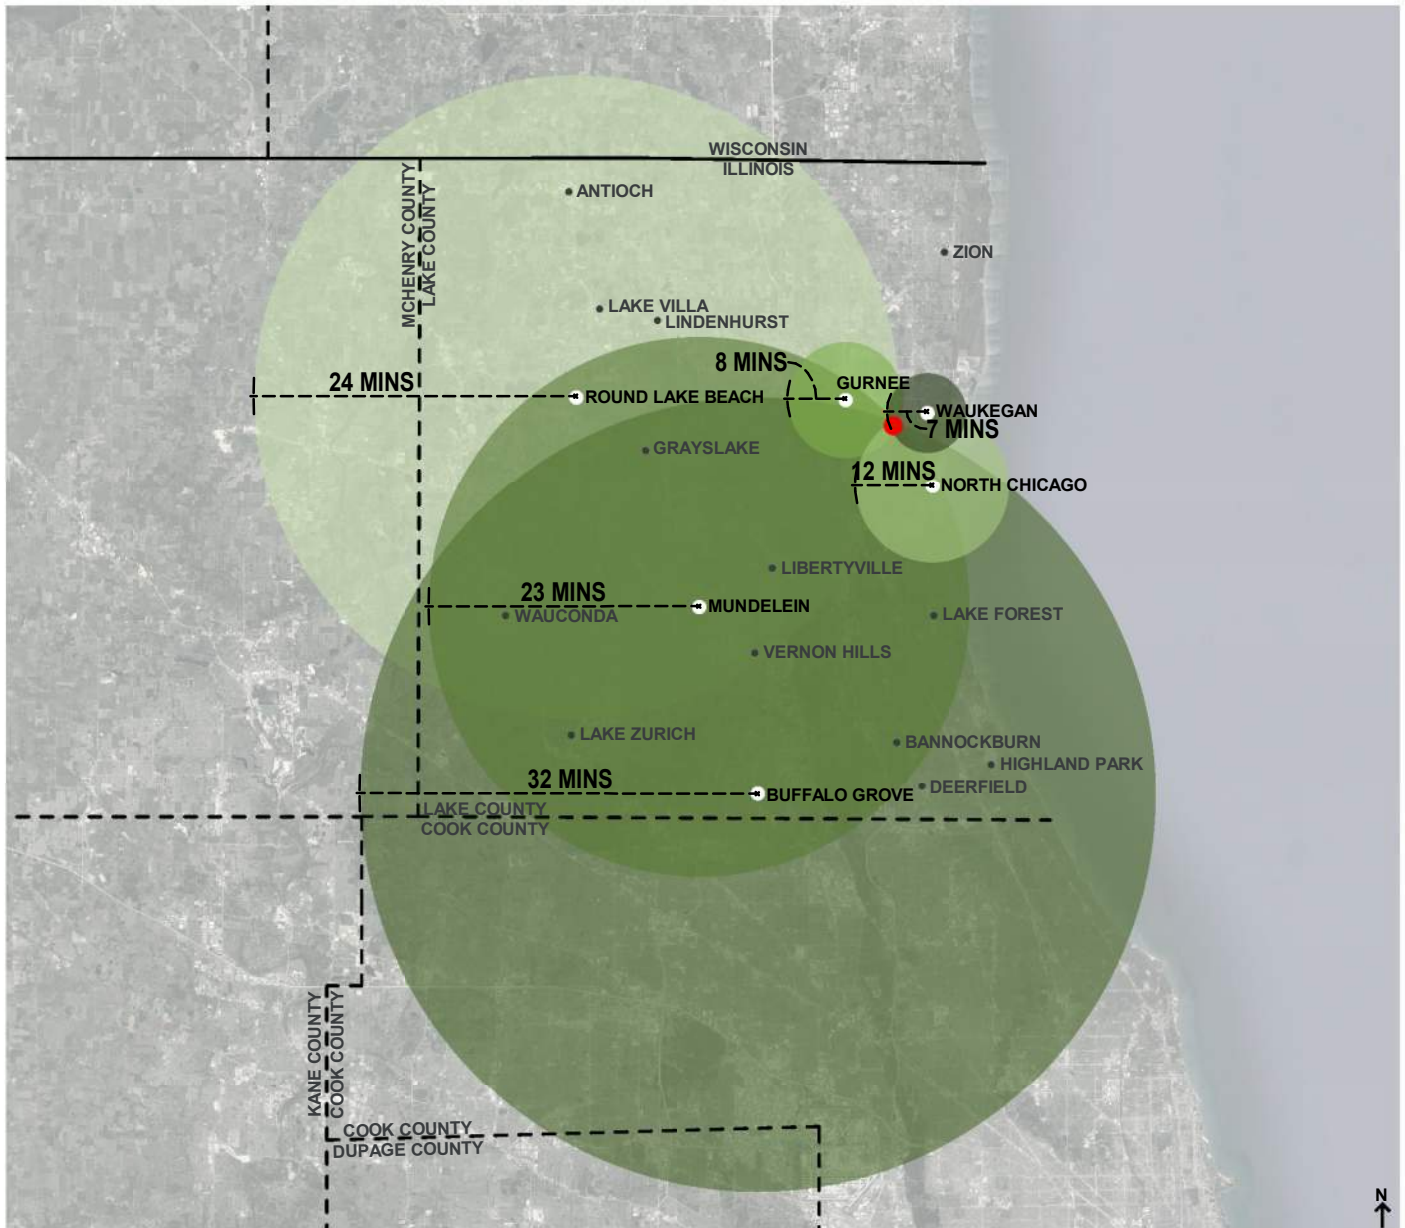 WISCONSIN
ILLINOIS
MCHENRY COUNTY
LAKE COUNTY
ANTIOCH
ZION
LAKE VILLA
LINDENHURST
8 MINS
24 MINS
GURNEE
ROUND LAKE BEACH
WAUKEGAN
7 MINS
GRAYSLAKE
12 MINS
NORTH CHICAGO
LIBERTYVILLE
23 MINS
MUNDELEIN
WAUCONDA
LAKE FOREST
VERNON HILLS
LAKE ZURICH
BANNOCKBURN
HIGHLAND PARK
32 MINS
DEERFIELD
BUFFALO GROVE
LAKE COUNTY
COOK COUNTY
KANE COUNTY
COOK COUNTY
COOK COUNTY
DUPAGE COUNTY
N